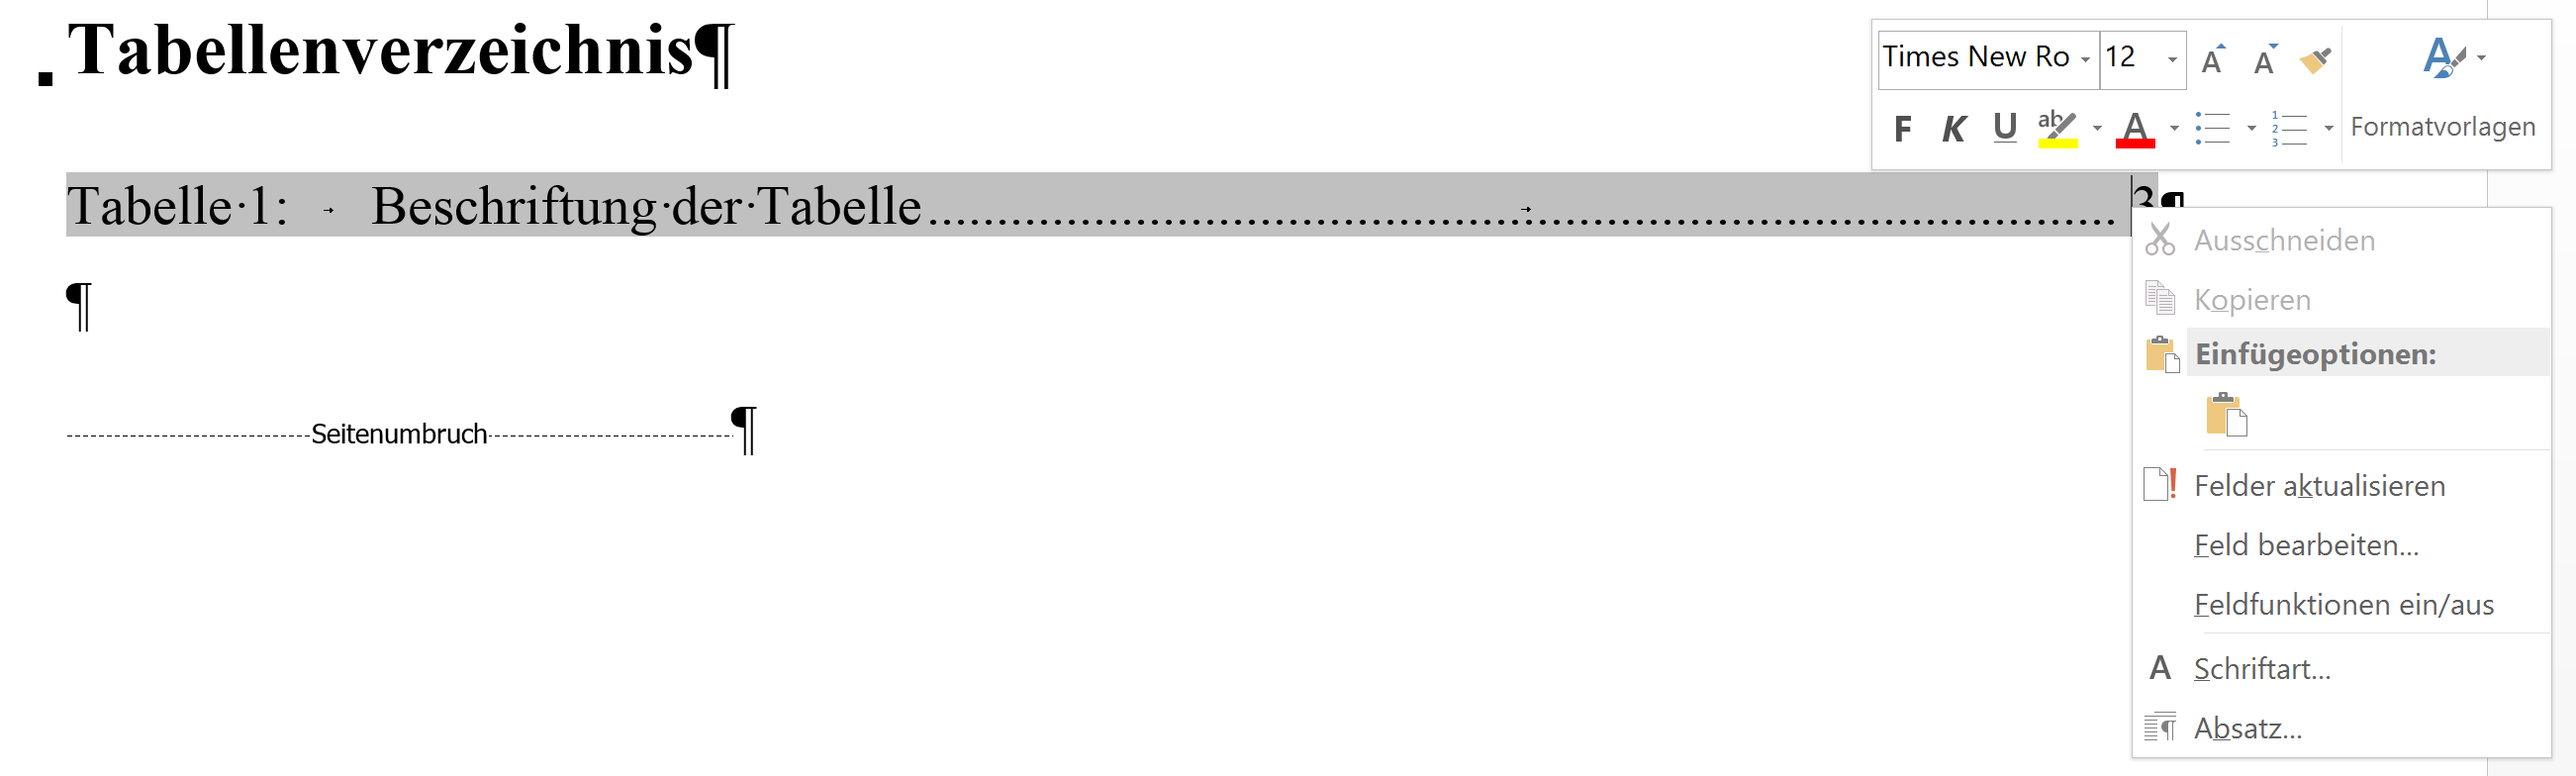 Tabellenverzeichnis¶
Times New Ro 12
F K U ab A Formatvorlagen
Tabelle·1: → Beschriftung·der·Tabelle → 3¶
¶
Seitenumbruch ¶
Ausschneiden
Kopieren
Einfügeoptionen:
Felder aktualisieren
Feld bearbeiten...
Feldfunktionen ein/aus
A Schriftart...
Absatz...